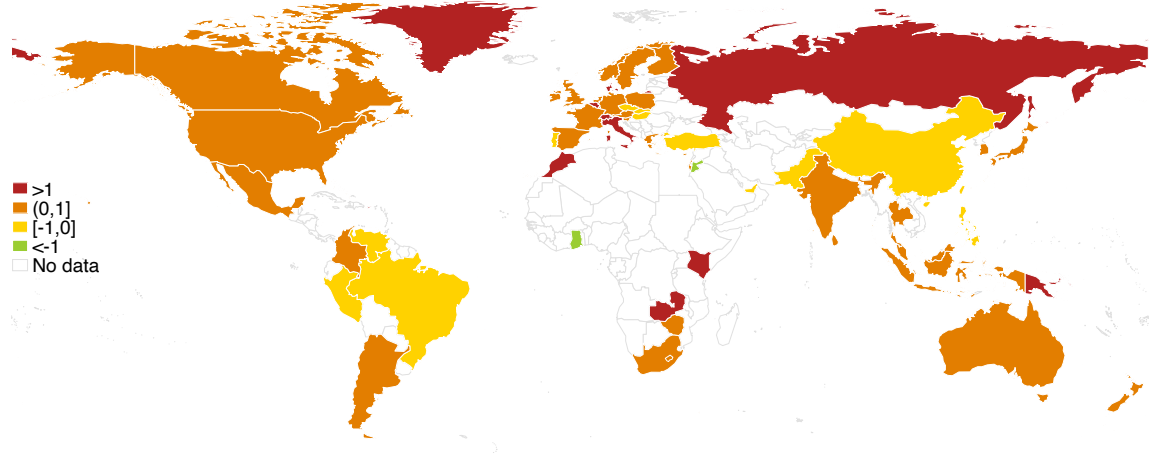 >1
(0,1]
[-1,0]
<-1
No data